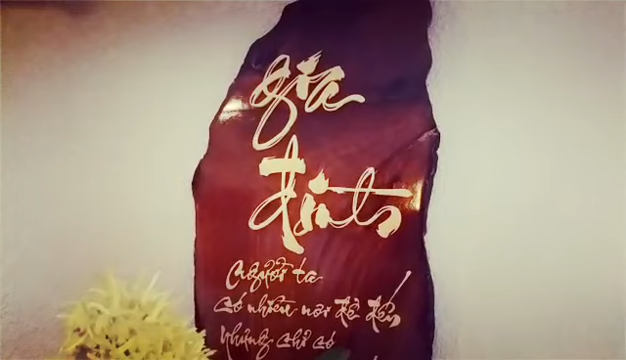 Gia
Đình
Người ta
có nhiều nơi để đến
Nhưng chỉ có